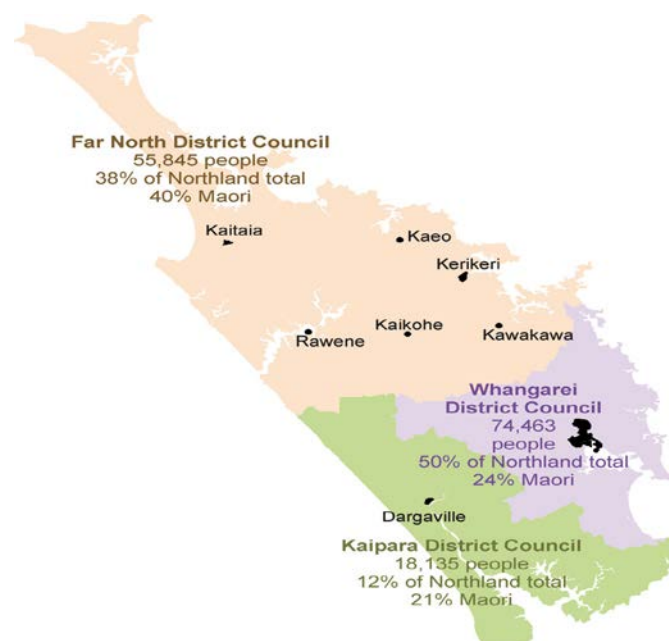 Far North District Council
55,845 people
38% of Northland total
40% Maori
Kaitaia
Kaeo
Kerikeri
Rawene
Kaikohe
Kawakawa
Whangarei
District Council
74,463
people
50% of Northland total
24% Maori
Dargaville
Kaipara District Council
18,135 people
12% of Northland total
21% Maori